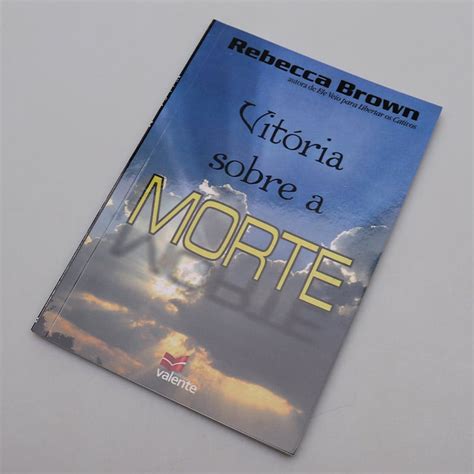 Rebecca Brown
autora de Ele Veio para Libertar os Cativos
Vitória
sobre a
MORTE
valente